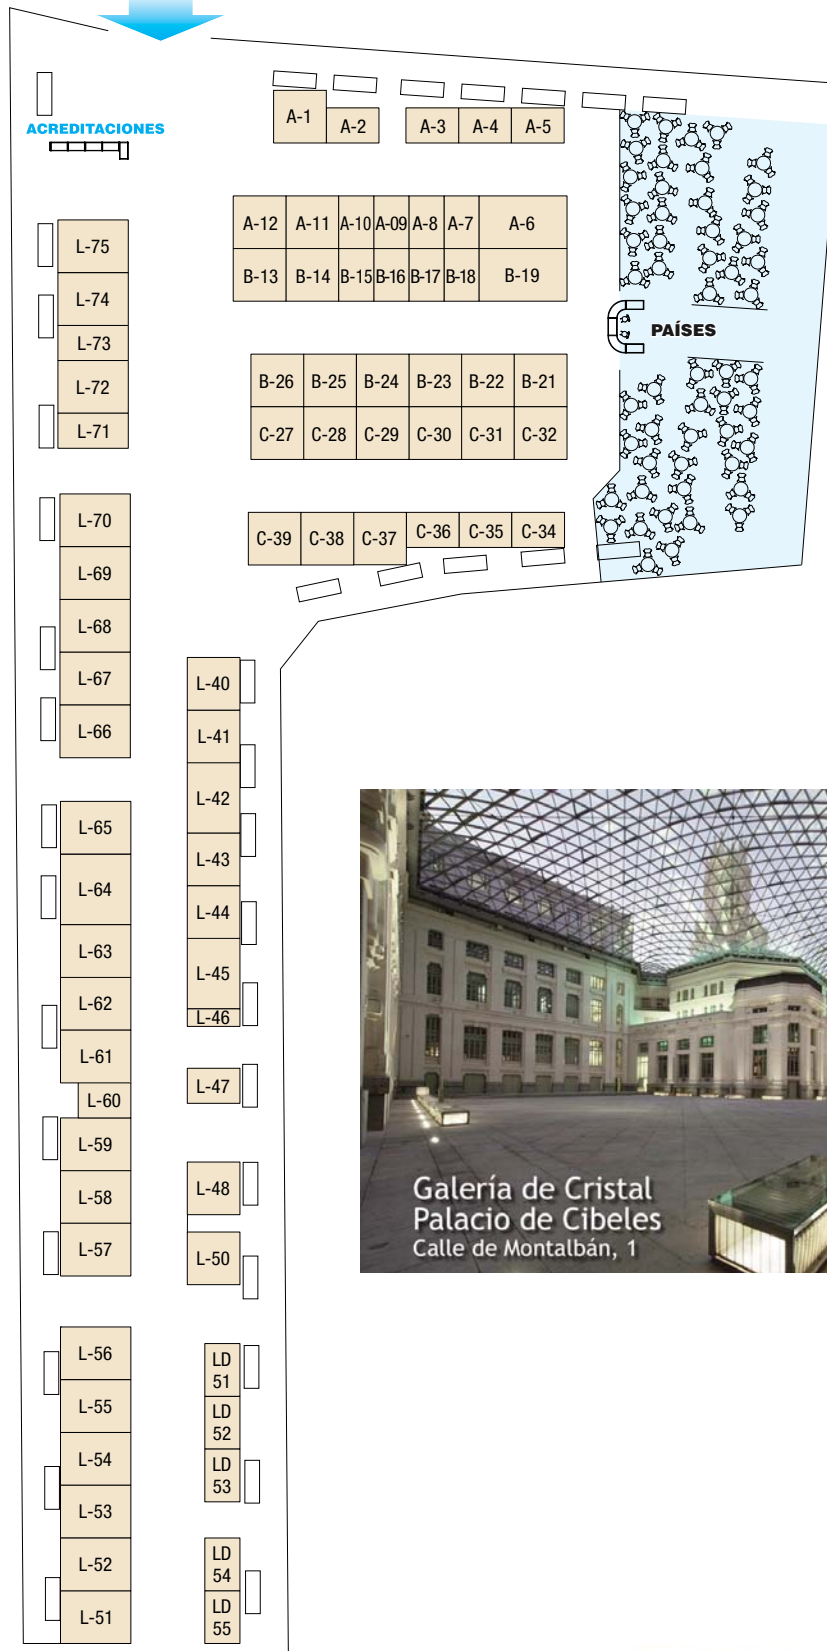 ACREDITACIONES
A-1
A-2
A-3
A-4
A-5
A-12
A-11
A-10
A-09
A-8
A-7
A-6
B-13
B-14
B-15
B-16
B-17
B-18
B-19
PAÍSES
B-26
B-25
B-24
B-23
B-22
B-21
C-27
C-28
C-29
C-30
C-31
C-32
C-39
C-38
C-37
C-36
C-35
C-34
L-75
L-74
L-73
L-72
L-71
L-70
L-69
L-68
L-67
L-66
L-65
L-64
L-63
L-62
L-61
L-60
L-59
L-58
L-57
L-56
L-55
L-54
L-53
L-52
L-51
L-40
L-41
L-42
L-43
L-44
L-45
L-46
L-47
L-48
L-50
LD
51
LD
52
LD
53
LD
54
LD
55
Galería de Cristal
Palacio de Cibeles
Calle de Montalbán, 1